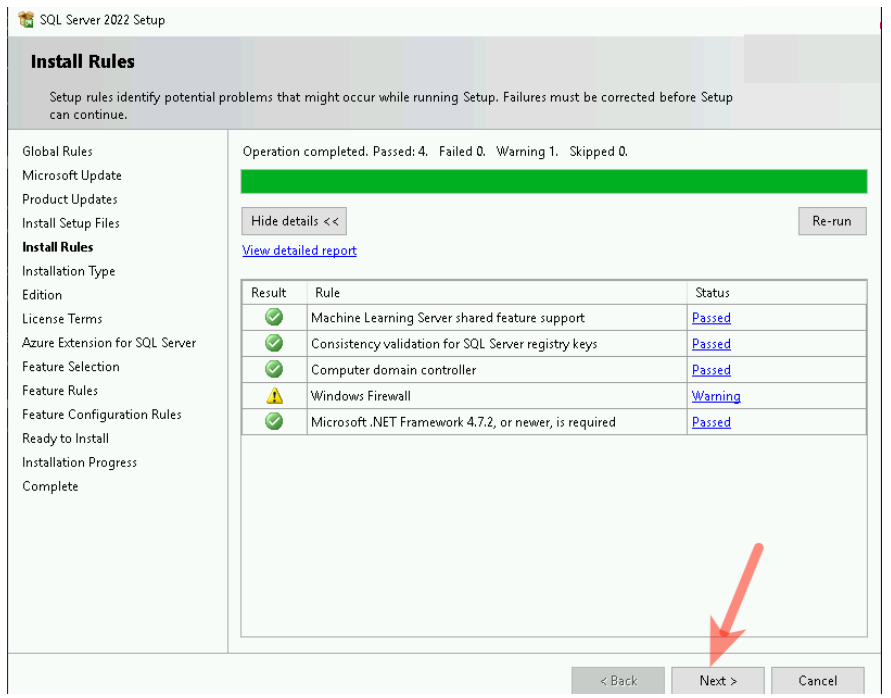 SQL Server 2022 Setup
Install Rules
Setup rules identify potential problems that might occur while running Setup. Failures must be corrected before Setup
can continue.
Global Rules
Microsoft Update
Product Updates
Install Setup Files
Install Rules
Installation Type
Edition
License Terms
Azure Extension for SQL Server
Feature Selection
Feature Rules
Feature Configuration Rules
Ready to Install
Installation Progress
Complete
Operation completed. Passed: 4. Failed 0. Warning 1. Skipped 0.
Hide details << Re-run
View detailed report
Result Rule Status
Machine Learning Server shared feature support Passed
Consistency validation for SQL Server registry keys Passed
Computer domain controller Passed
Windows Firewall Warning
Microsoft .NET Framework 4.7.2, or newer, is required Passed
< Back Next > Cancel